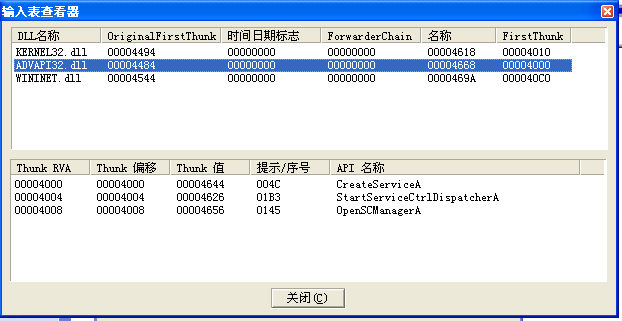 输入表查看器
DLL名称 OriginalFirstThunk 时间日期标志 ForwarderChain 名称 FirstThunk
KERNEL32.dll 00004494 00000000 00000000 00004618 00004010
ADVAPI32.dll 00004484 00000000 00000000 00004668 00004000
WININET.dll 00004544 00000000 00000000 0000469A 000040C0
Thunk RVA Thunk 偏移 Thunk 值 提示/序号 API 名称
00004000 00004000 00004644 004C CreateServiceA
00004004 00004004 00004626 01B3 StartServiceCtrlDispatcherA
00004008 00004008 00004656 0145 OpenSCManagerA
关闭(C)